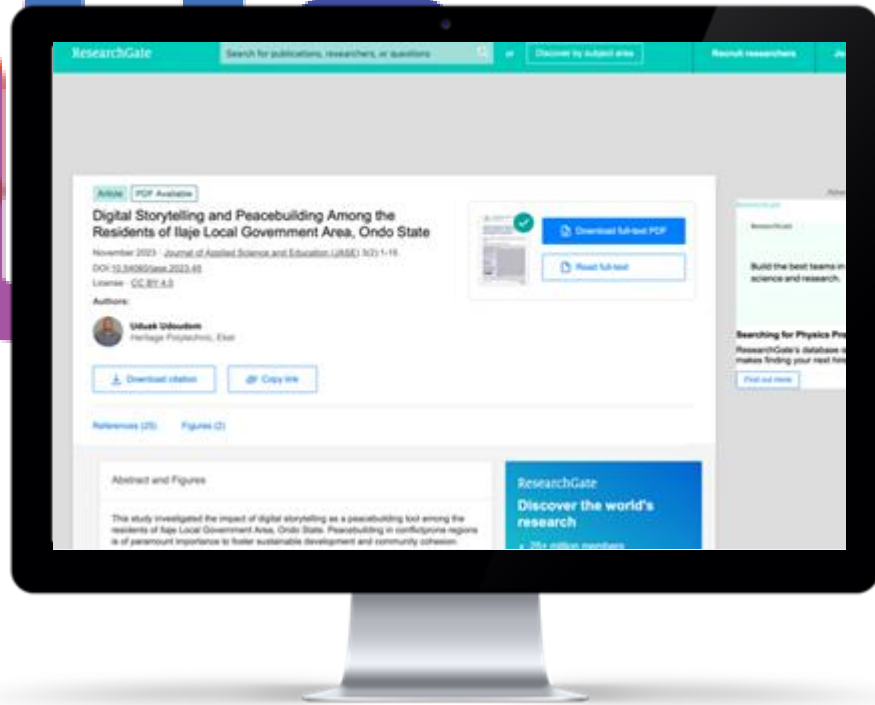 ResearchGate
Search for publications, researchers, or questions
or
Discover by subject area
Recruit researchers
Article
PDF Available
Digital Storytelling and Peacebuilding Among the
Residents of Ilaje Local Government Area, Ondo State
November 2023 · Journal of Applied Science and Education (JASE) 3(2):1-15
License · CC BY 4.0
Authors:
Uduak Udoudom
Heritage Polytechnic, Eket
Download full-text PDF
Read full-text
Download citation
Copy link
References (25)
Figures (2)
Abstract and Figures
This study investigated the impact of digital storytelling as a peacebuilding tool among the
residents of Ilaje Local Government Area, Ondo State. Peacebuilding in conflictprone regions
is of paramount importance to foster sustainable development and community cohesion
ResearchGate
Discover the world's
research
ResearchGate
Build the best teams in
science and research.
Searching for Physics
ResearchGate's database
makes finding your next
Find out more